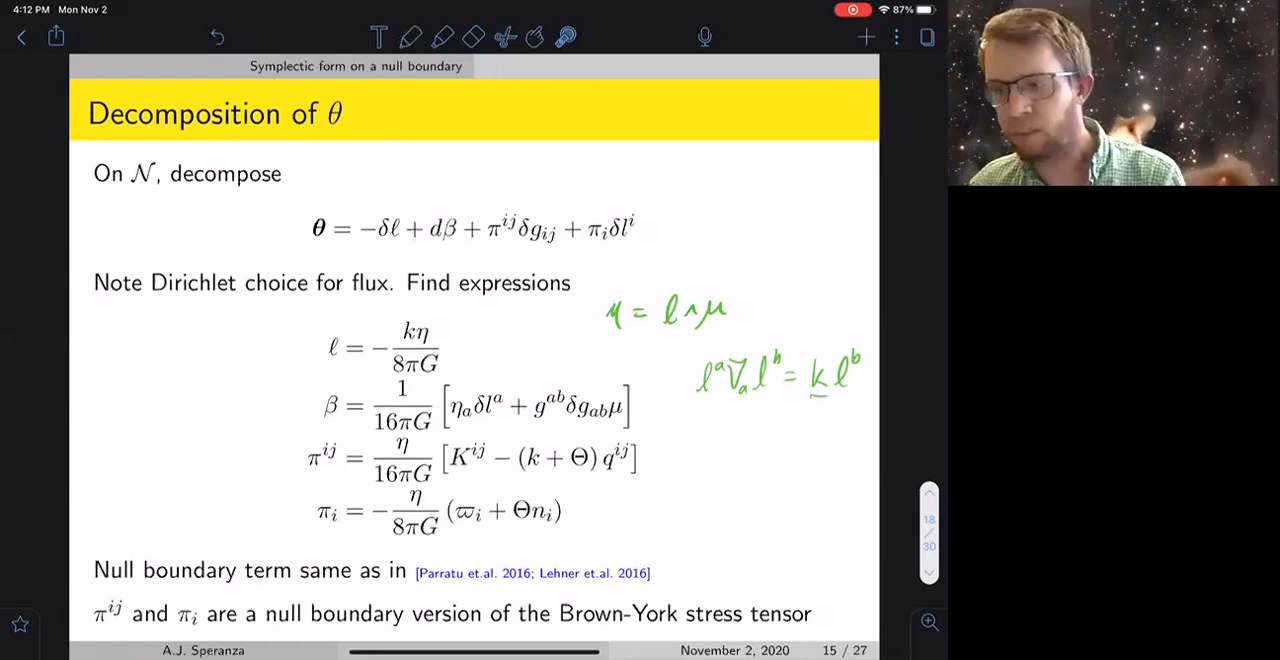 4:12 PM Mon Nov 2
87%
Symplectic form on a null boundary
Decomposition of θ
On 𝒩, decompose
θ = −δℓ + dβ + π^{ij}δg_{ij} + π_iδl^i
Note Dirichlet choice for flux. Find expressions
η = l ∧ μ
ℓ = − kη / 8πG
l^a∇_a l^b = k l^b
β = 1 / 16πG [η_aδl^a + g^{ab}δg_{ab}μ]
π^{ij} = η / 16πG [K^{ij} − (k + Θ) q^{ij}]
π_i = − η / 8πG (ϖ_i + Θn_i)
Null boundary term same as in [Parratu et.al. 2016; Lehner et.al. 2016]
π^{ij} and π_i are a null boundary version of the Brown-York stress tensor
A.J. Speranza November 2, 2020 15 / 27
18 / 30